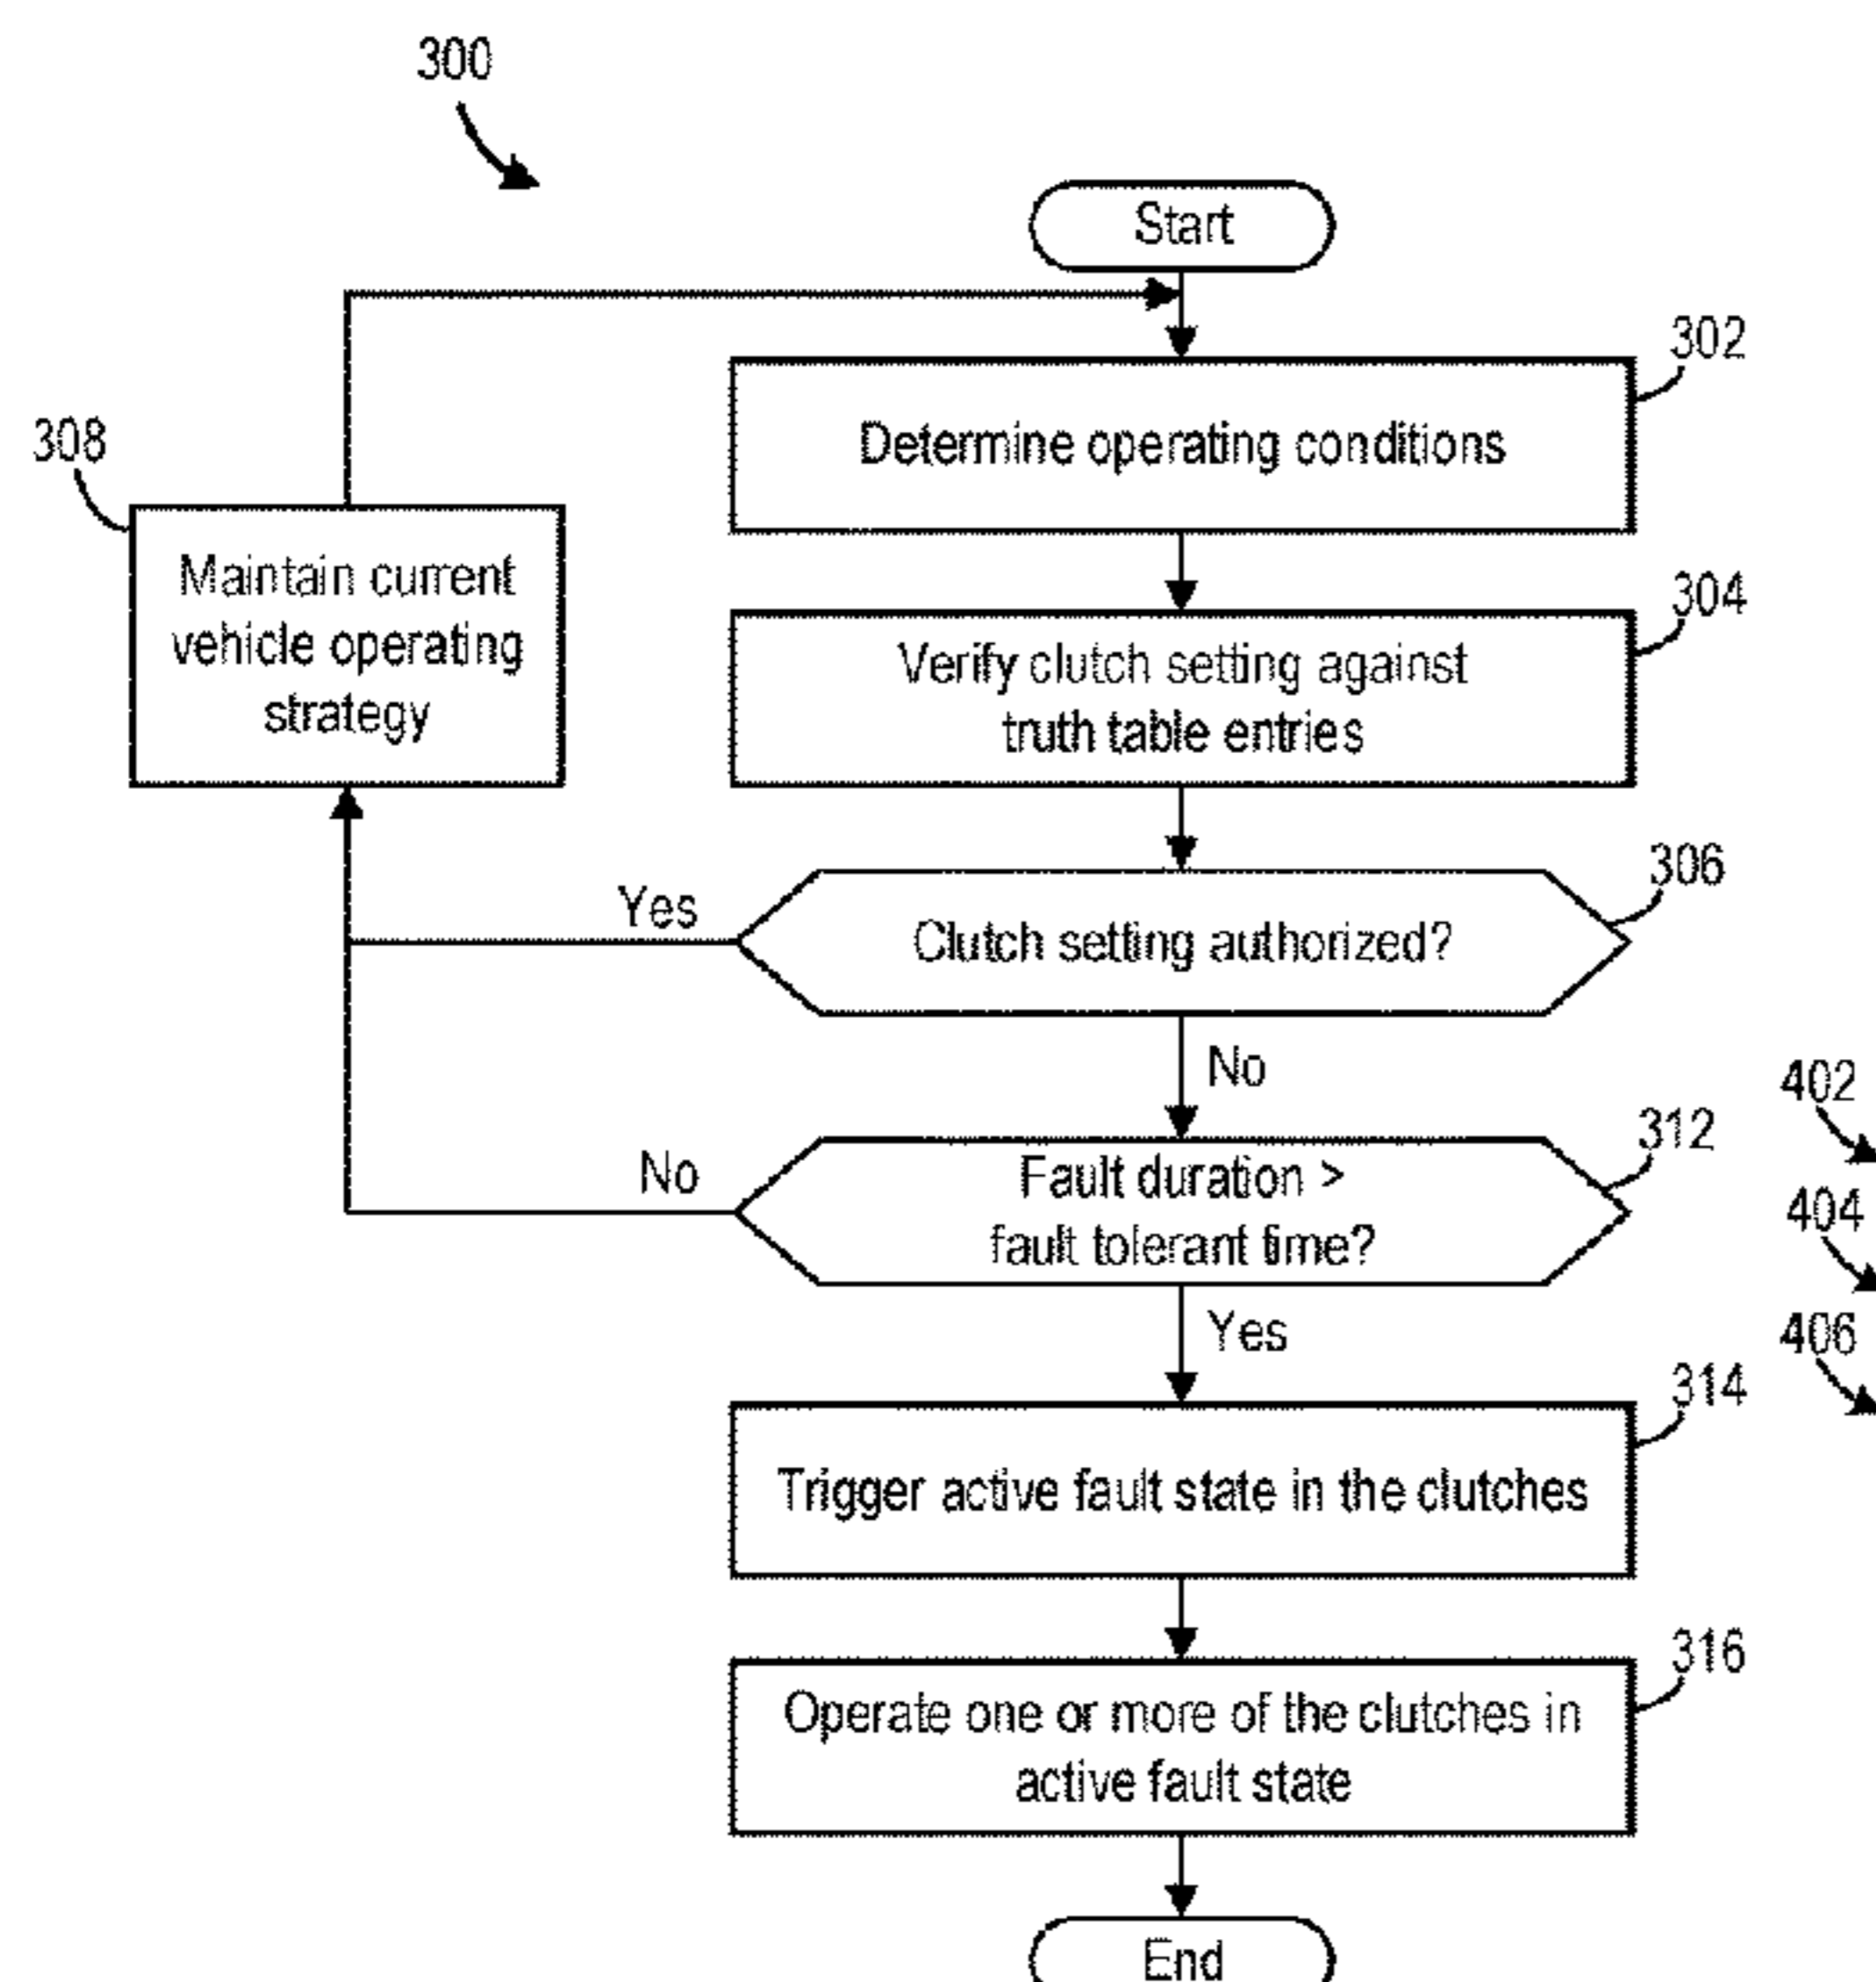 300
Start
302
Determine operating conditions
308
Maintain current
vehicle operating
strategy
304
Verify clutch setting against
truth table entries
306
Yes
Clutch setting authorized?
No
402
312
No
Fault duration >
fault tolerant time?
404
Yes
406
314
Trigger active fault state in the clutches
316
Operate one or more of the clutches in
active fault state
End